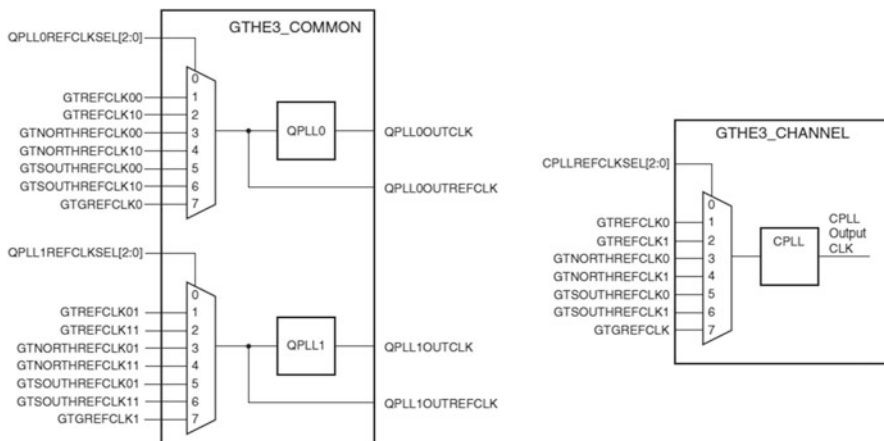 GTHE3_COMMON
QPLL0REFCLKSEL[2:0]
0
GTREFCLK00 1
GTREFCLK10 2
GTNORTHREFCLK00 3
GTNORTHREFCLK10 4
GTSOUTHREFCLK00 5
GTSOUTHREFCLK10 6
GTGREFCLK0 7
QPLL0
QPLL0OUTCLK
QPLL0OUTREFCLK
QPLL1REFCLKSEL[2:0]
0
GTREFCLK01 1
GTREFCLK11 2
GTNORTHREFCLK01 3
GTNORTHREFCLK11 4
GTSOUTHREFCLK01 5
GTSOUTHREFCLK11 6
GTGREFCLK1 7
QPLL1
QPLL1OUTCLK
QPLL1OUTREFCLK
GTHE3_CHANNEL
CPLLREFCLKSEL[2:0]
0
GTREFCLK0 1
GTREFCLK1 2
GTNORTHREFCLK0 3
GTNORTHREFCLK1 4
GTSOUTHREFCLK0 5
GTSOUTHREFCLK1 6
GTGREFCLK 7
CPLL
CPLL
Output
CLK